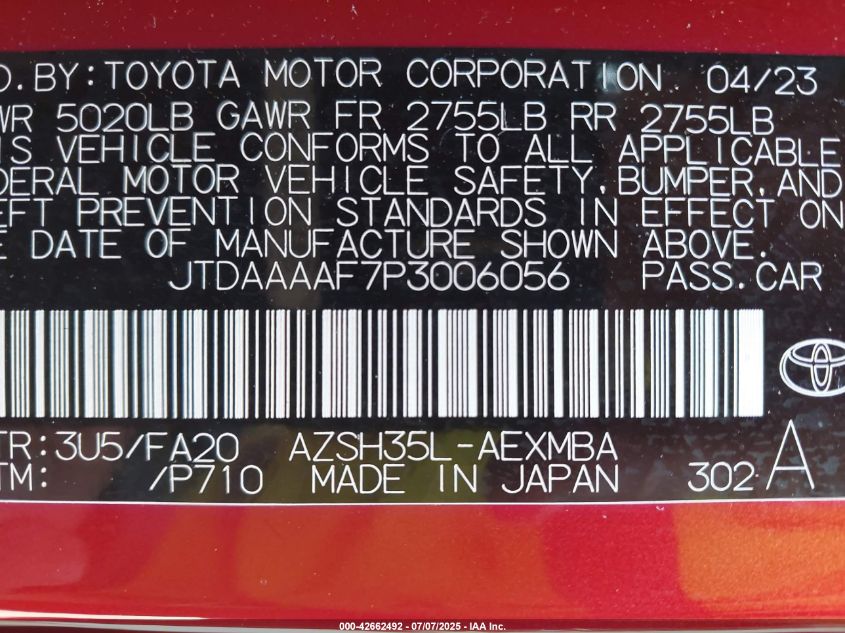 D.BY:TOYOTA MOTOR CORPORATION 04/23
WR 5020LB GAWR FR 2755LB RR 2755LB
IS VEHICLE CONFORMS TO ALL APPLICABLE
DERAL MOTOR VEHICLE SAFETY,BUMPER,AND
EFT PREVENTION STANDARDS IN EFFECT ON
E DATE OF MANUFACTURE SHOWN ABOVE.
JTDAAAAF7P3006056 PASS.CAR
TR:3U5/FA20 AZSH35L-AEXMBA
TM: /P710 MADE IN JAPAN 302 A
000-42662492 - 07/07/2025 - IAA Inc.